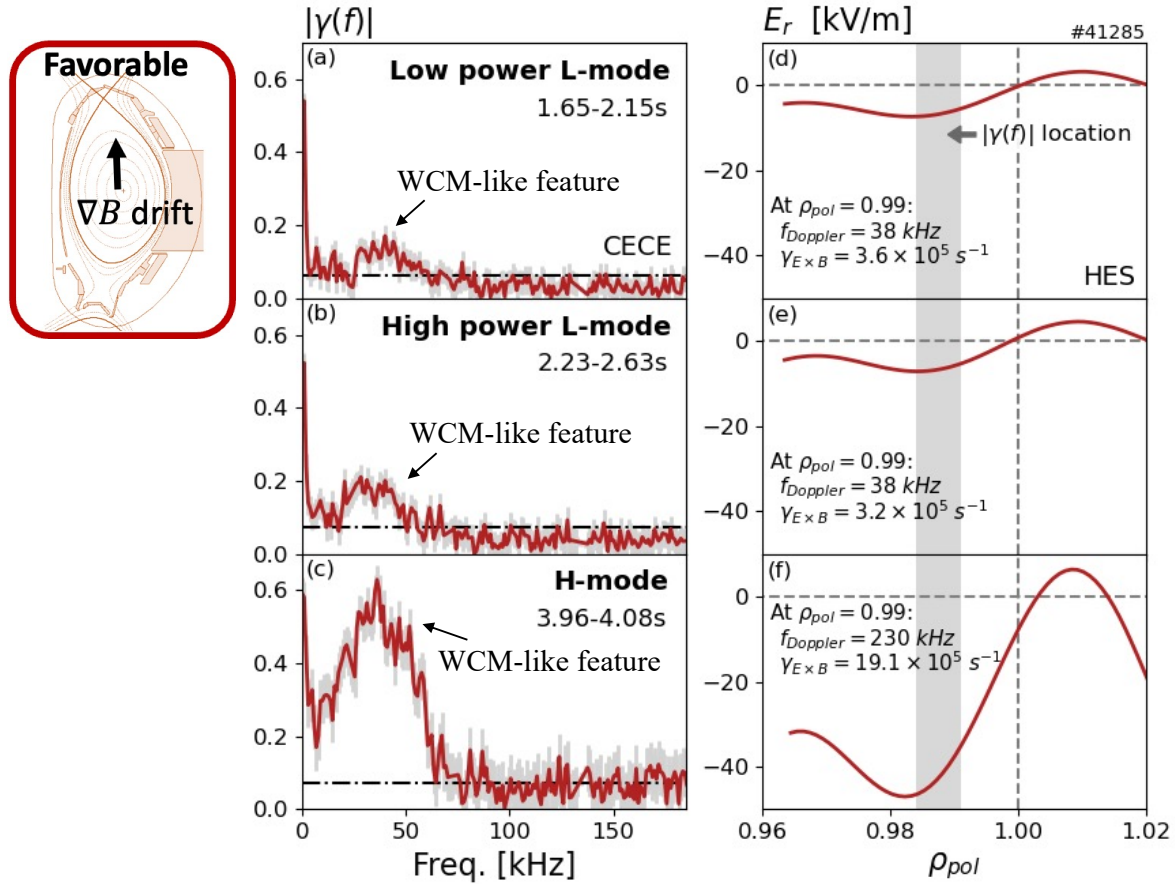 Favorable
∇B drift
|γ(f)|
(a)
Low power L-mode
1.65-2.15s
WCM-like feature
CECE
0.6
0.4
0.2
0.0
(b)
High power L-mode
2.23-2.63s
WCM-like feature
0.6
0.4
0.2
0.0
(c)
H-mode
3.96-4.08s
WCM-like feature
0.6
0.4
0.2
0.0
0
50
100
150
Freq. [kHz]
E_r [kV/m]
#41285
(d)
|γ(f)| location
At ρ_pol = 0.99:
f_Doppler = 38 kHz
γ_E×B = 3.6 × 10⁵ s⁻¹
HES
0
−20
−40
(e)
At ρ_pol = 0.99:
f_Doppler = 38 kHz
γ_E×B = 3.2 × 10⁵ s⁻¹
0
−20
−40
(f)
At ρ_pol = 0.99:
f_Doppler = 230 kHz
γ_E×B = 19.1 × 10⁵ s⁻¹
0
−20
−40
0.96
0.98
1.00
1.02
ρ_pol